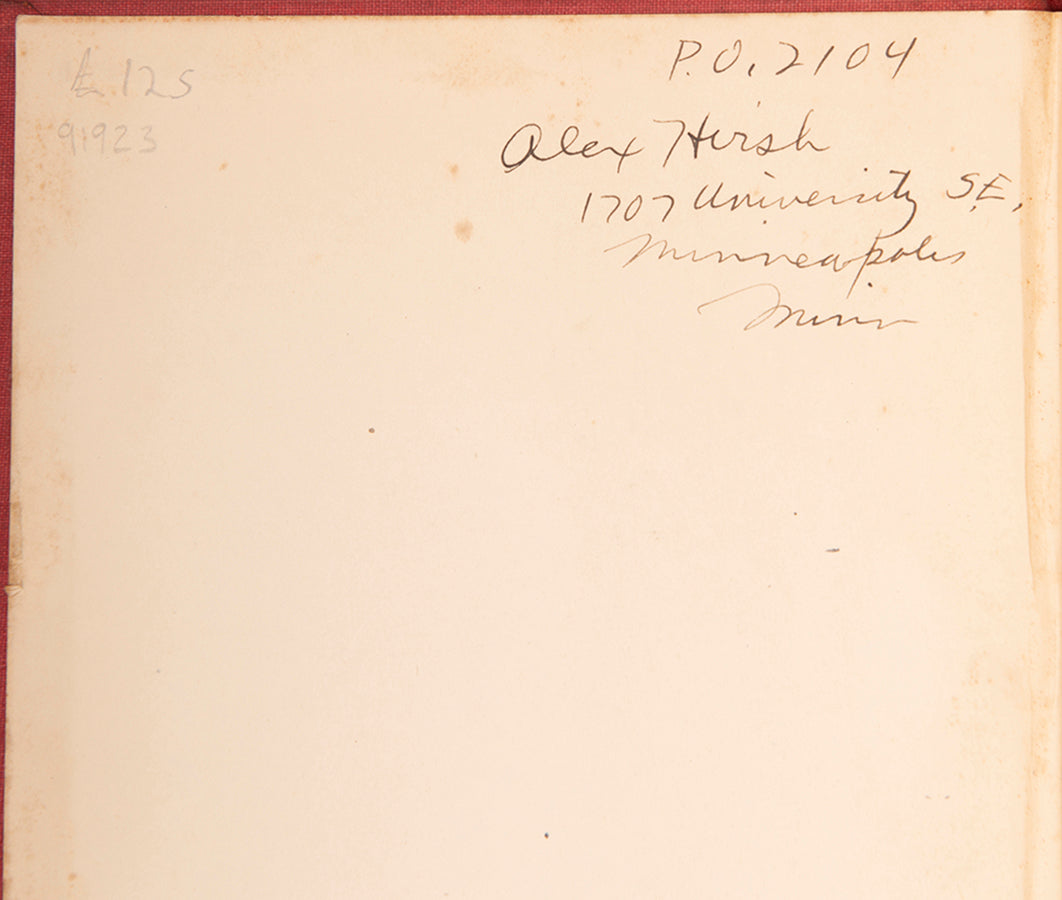 £125
91923
P.O. 2104
Alex Hirsh
1707 University S.E.
Minneapolis
Minn